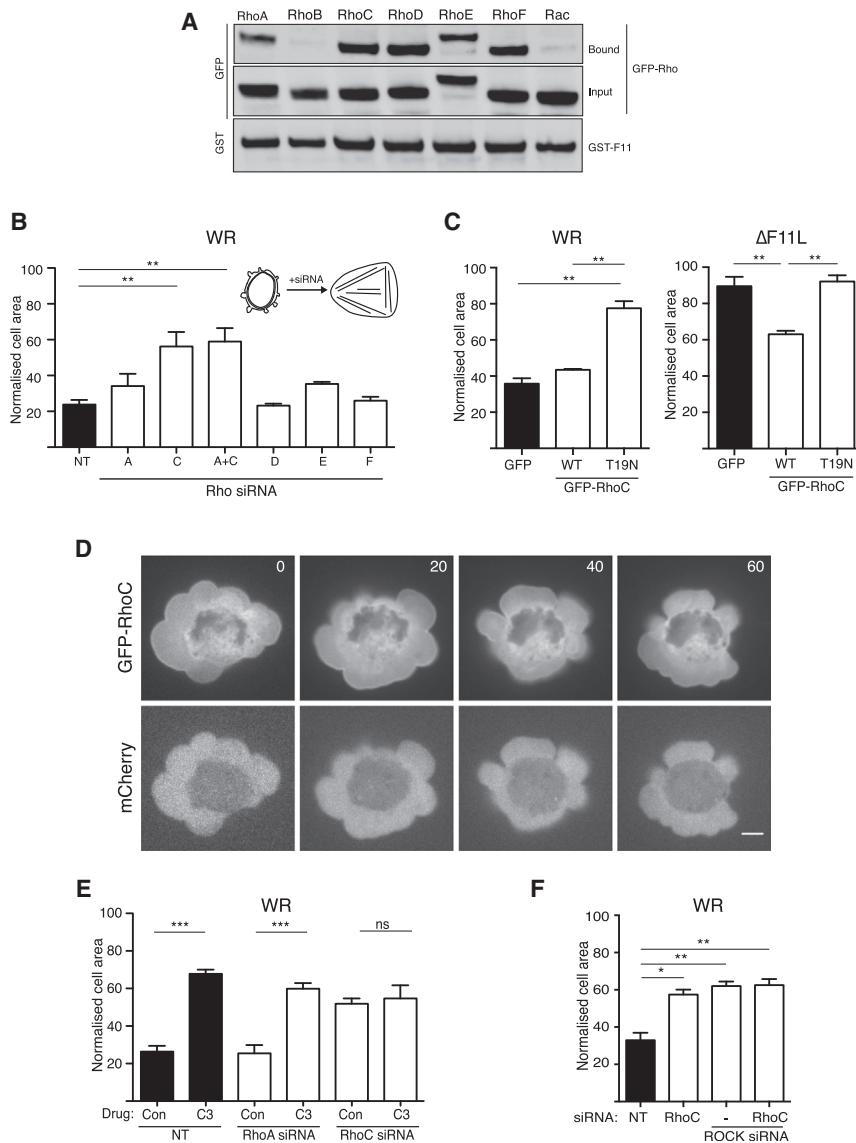 A
RhoA RhoB RhoC RhoD RhoE RhoF Rac
GFP
Bound
Input
GFP-Rho
GST
GST-F11
B
WR
Normalised cell area
100
80
60
40
20
**
**
+siRNA
NT A C A+C D E F
Rho siRNA
C
WR
Normalised cell area
100
80
60
40
20
**
**
GFP WT T19N
GFP-RhoC
ΔF11L
Normalised cell area
100
80
60
40
20
** **
GFP WT T19N
GFP-RhoC
D
GFP-RhoC
0 20 40 60
mCherry
E
WR
Normalised cell area
100
80
60
40
20
*** *** ns
Drug: Con C3 Con C3 Con C3
NT RhoA siRNA RhoC siRNA
F
WR
Normalised cell area
100
80
60
40
20
**
**
*
siRNA: NT RhoC - RhoC
ROCK siRNA